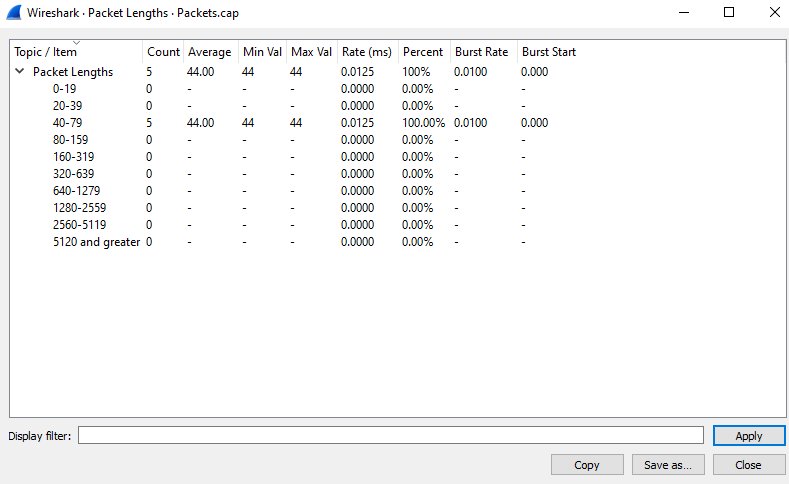 Wireshark · Packet Lengths · Packets.cap
Topic / Item Count Average Min Val Max Val Rate (ms) Percent Burst Rate Burst Start
Packet Lengths 5 44.00 44 44 0.0125 100% 0.0100 0.000
0-19 0 - - - 0.0000 0.00% - -
20-39 0 - - - 0.0000 0.00% - -
40-79 5 44.00 44 44 0.0125 100.00% 0.0100 0.000
80-159 0 - - - 0.0000 0.00% - -
160-319 0 - - - 0.0000 0.00% - -
320-639 0 - - - 0.0000 0.00% - -
640-1279 0 - - - 0.0000 0.00% - -
1280-2559 0 - - - 0.0000 0.00% - -
2560-5119 0 - - - 0.0000 0.00% - -
5120 and greater 0 - - - 0.0000 0.00% - -
Display filter: Apply
Copy Save as... Close